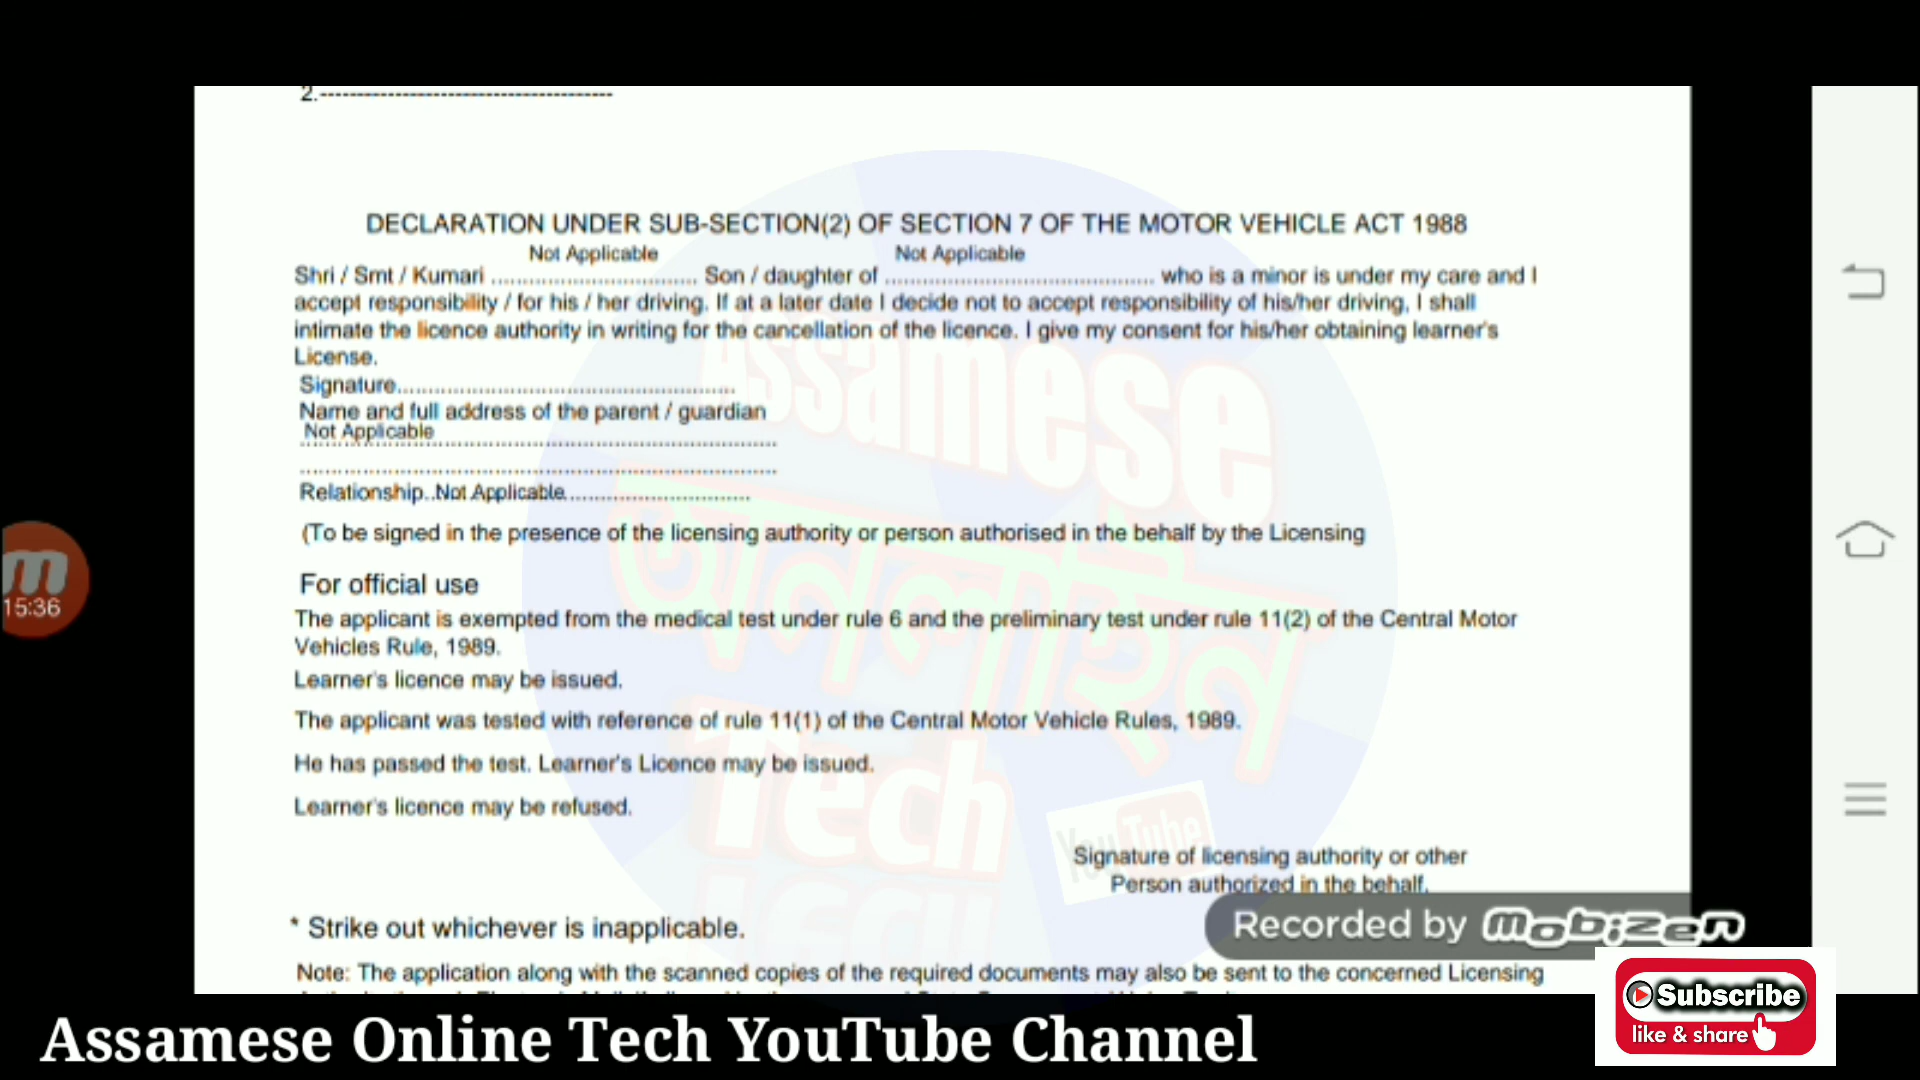 2.----------------------------------------
DECLARATION UNDER SUB-SECTION(2) OF SECTION 7 OF THE MOTOR VEHICLE ACT 1988
Not Applicable Not Applicable
Shri / Smt / Kumari .................................. Son / daughter of ............................................. who is a minor is under my care and I
accept responsibility / for his / her driving. If at a later date I decide not to accept responsibility of his/her driving, I shall
intimate the licence authority in writing for the cancellation of the licence. I give my consent for his/her obtaining learner's
License.
Signature.........................................................
Name and full address of the parent / guardian
Not Applicable
................................................................................
................................................................................
Relationship..Not Applicable...............................
(To be signed in the presence of the licensing authority or person authorised in the behalf by the Licensing
For official use
The applicant is exempted from the medical test under rule 6 and the preliminary test under rule 11(2) of the Central Motor
Vehicles Rule, 1989.
Learner's licence may be issued.
The applicant was tested with reference of rule 11(1) of the Central Motor Vehicle Rules, 1989.
He has passed the test. Learner's Licence may be issued.
Learner's licence may be refused.
Signature of licensing authority or other
Person authorized in the behalf.
* Strike out whichever is inapplicable.
Note: The application along with the scanned copies of the required documents may also be sent to the concerned Licensing
Assamese
অনলাইন
Tech
YouTube
m
15:36
Recorded by mobizen
Subscribe
like & share
Assamese Online Tech YouTube Channel